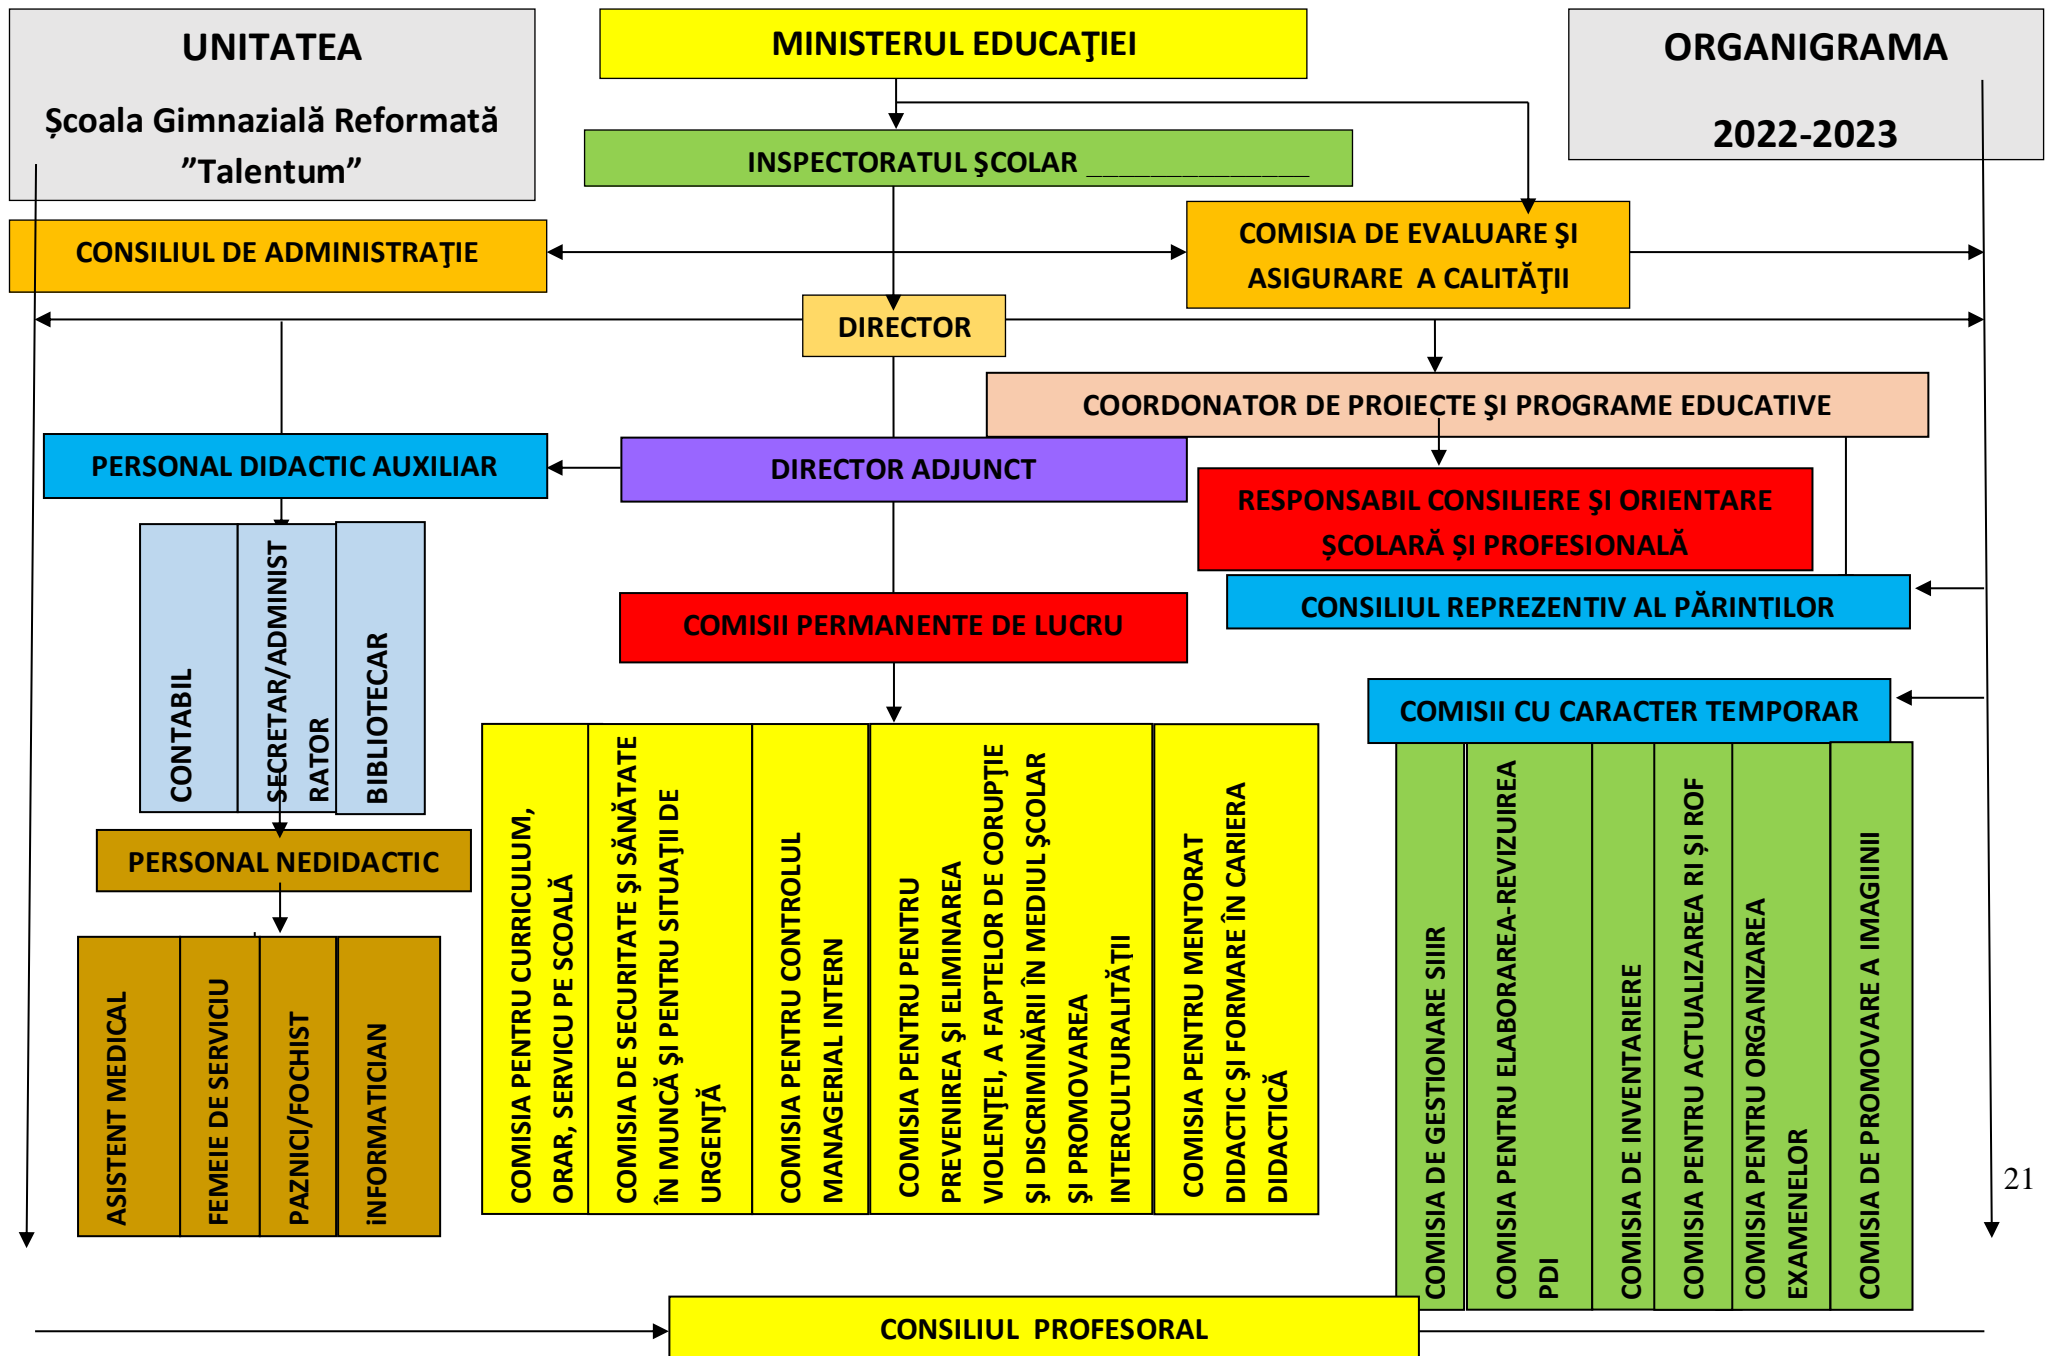 UNITATEA
Școala Gimnazială Reformată
”Talentum”
MINISTERUL EDUCAŢIEI
ORGANIGRAMA
2022-2023
INSPECTORATUL ŞCOLAR ______________
CONSILIUL DE ADMINISTRAŢIE
COMISIA DE EVALUARE ŞI
ASIGURARE A CALITĂŢII
DIRECTOR
COORDONATOR DE PROIECTE ŞI PROGRAME EDUCATIVE
PERSONAL DIDACTIC AUXILIAR
DIRECTOR ADJUNCT
RESPONSABIL CONSILIERE ŞI ORIENTARE
ȘCOLARĂ ȘI PROFESIONALĂ
CONTABIL
SECRETAR/ADMINIST
RATOR
BIBLIOTECAR
CONSILIUL REPREZENTIV AL PĂRINȚILOR
COMISII PERMANENTE DE LUCRU
COMISII CU CARACTER TEMPORAR
PERSONAL NEDIDACTIC
ASISTENT MEDICAL
FEMEIE DE SERVICIU
PAZNICI/FOCHIST
iNFORMATICIAN
COMISIA PENTRU CURRICULUM,
ORAR, SERVICU PE SCOALĂ
COMISIA DE SECURITATE ŞI SĂNĂTATE
ÎN MUNCĂ ŞI PENTRU SITUAŢII DE
URGENŢĂ
COMISIA PENTRU CONTROLUL
MANAGERIAL INTERN
COMISIA PENTRU PENTRU
PREVENIREA ŞI ELIMINAREA
VIOLENŢEI, A FAPTELOR DE CORUPŢIE
ŞI DISCRIMINĂRII ÎN MEDIUL ŞCOLAR
ŞI PROMOVAREA
INTERCULTURALITĂŢII
COMISIA PENTRU MENTORAT
DIDACTIC ŞI FORMARE ÎN CARIERA
DIDACTICĂ
COMISIA DE GESTIONARE SIIIR
COMISIA PENTRU ELABORAREA-REVIZUIREA
PDI
COMISIA DE INVENTARIERE
COMISIA PENTRU ACTUALIZAREA RI ȘI ROF
COMISIA PENTRU ORGANIZAREA
EXAMENELOR
COMISIA DE PROMOVARE A IMAGINII
21
CONSILIUL PROFESORAL